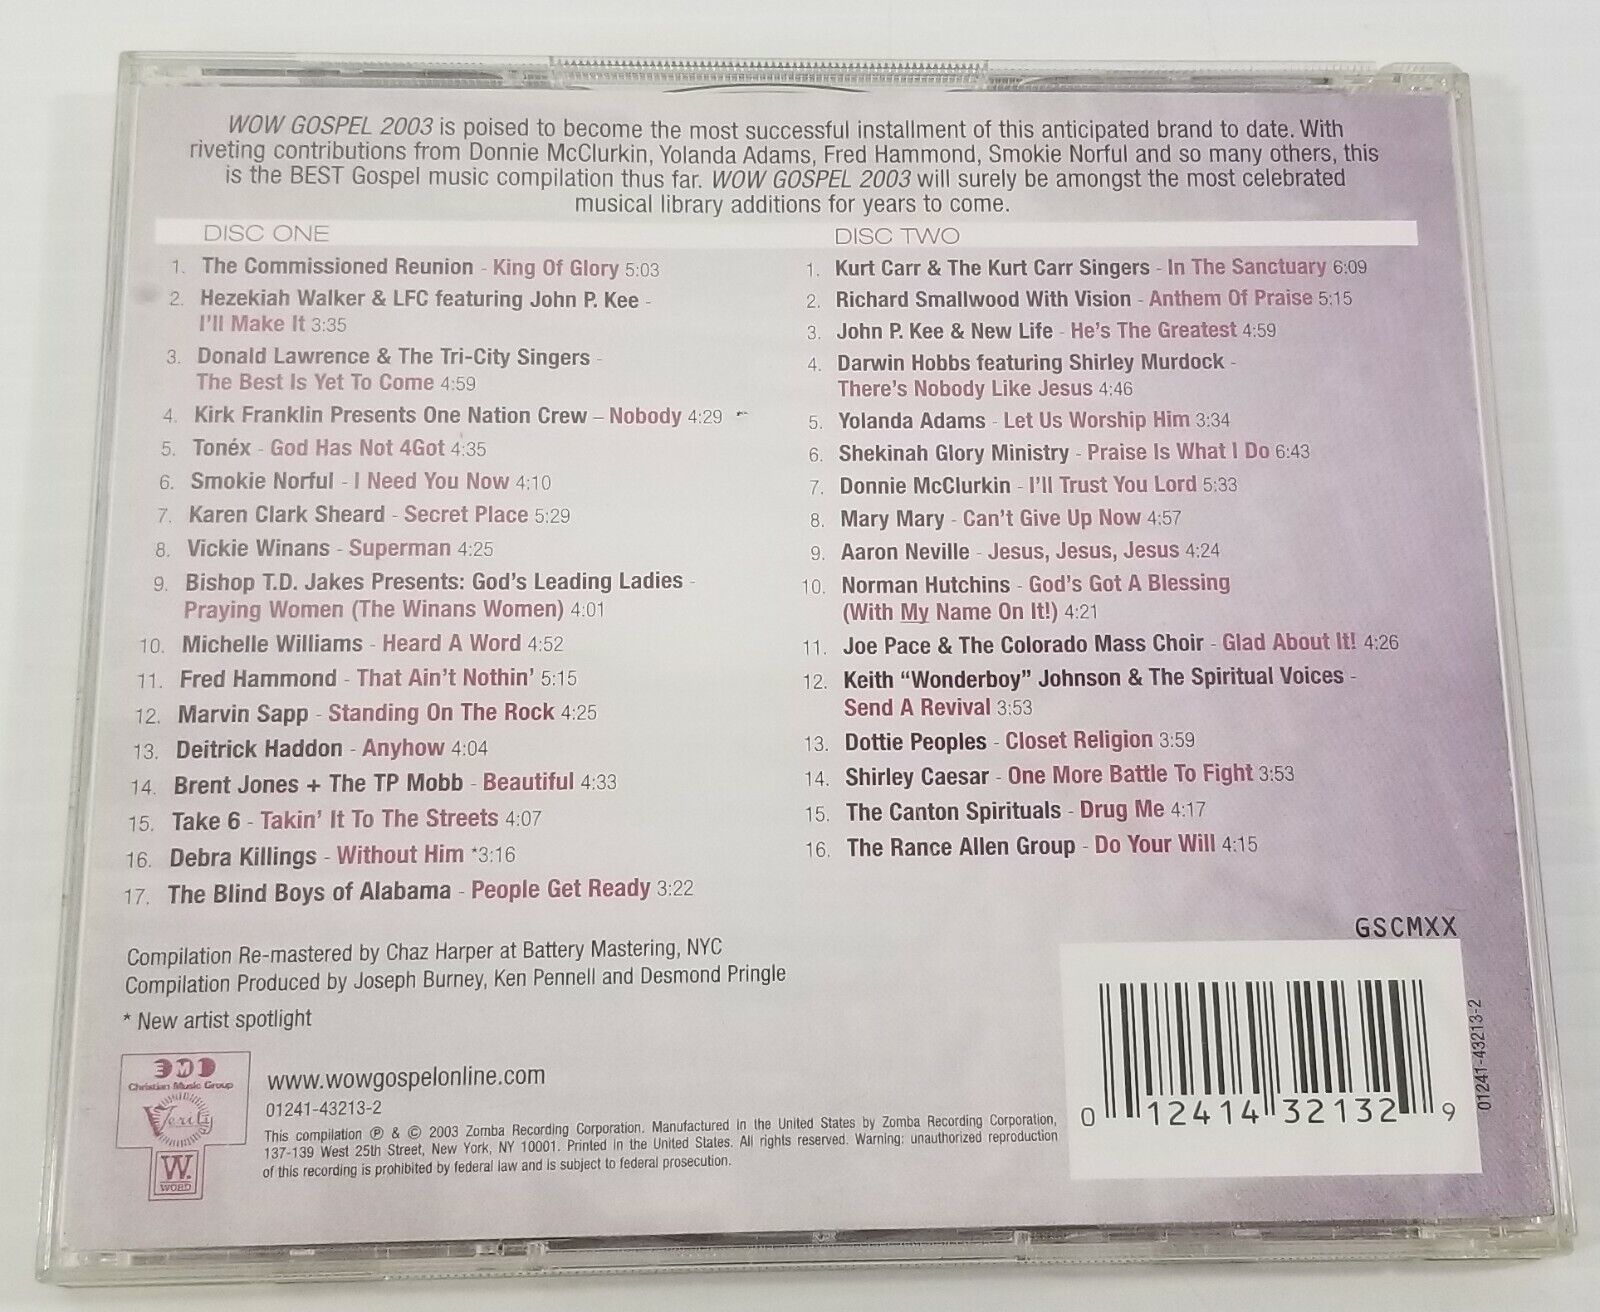 WOW GOSPEL 2003 is poised to become the most successful installment of this anticipated brand to date. With
riveting contributions from Donnie McClurkin, Yolanda Adams, Fred Hammond, Smokie Norful and so many others, this
is the BEST Gospel music compilation thus far. WOW GOSPEL 2003 will surely be amongst the most celebrated
musical library additions for years to come.
DISC ONE
1. The Commissioned Reunion - King Of Glory 5:03
2. Hezekiah Walker & LFC featuring John P. Kee -
I'll Make It 3:35
3. Donald Lawrence & The Tri-City Singers -
The Best Is Yet To Come 4:59
4. Kirk Franklin Presents One Nation Crew – Nobody 4:29
5. Tonéx - God Has Not 4Got 4:35
6. Smokie Norful - I Need You Now 4:10
7. Karen Clark Sheard - Secret Place 5:29
8. Vickie Winans - Superman 4:25
9. Bishop T.D. Jakes Presents: God's Leading Ladies -
Praying Women (The Winans Women) 4:01
10. Michelle Williams - Heard A Word 4:52
11. Fred Hammond - That Ain't Nothin' 5:15
12. Marvin Sapp - Standing On The Rock 4:25
13. Deitrick Haddon - Anyhow 4:04
14. Brent Jones + The TP Mobb - Beautiful 4:33
15. Take 6 - Takin' It To The Streets 4:07
16. Debra Killings - Without Him *3:16
17. The Blind Boys of Alabama - People Get Ready 3:22
DISC TWO
1. Kurt Carr & The Kurt Carr Singers - In The Sanctuary 6:09
2. Richard Smallwood With Vision - Anthem Of Praise 5:15
3. John P. Kee & New Life - He's The Greatest 4:59
4. Darwin Hobbs featuring Shirley Murdock -
There's Nobody Like Jesus 4:46
5. Yolanda Adams - Let Us Worship Him 3:34
6. Shekinah Glory Ministry - Praise Is What I Do 6:43
7. Donnie McClurkin - I'll Trust You Lord 5:33
8. Mary Mary - Can't Give Up Now 4:57
9. Aaron Neville - Jesus, Jesus, Jesus 4:24
10. Norman Hutchins - God's Got A Blessing
(With My Name On It!) 4:21
11. Joe Pace & The Colorado Mass Choir - Glad About It! 4:26
12. Keith “Wonderboy” Johnson & The Spiritual Voices -
Send A Revival 3:53
13. Dottie Peoples - Closet Religion 3:59
14. Shirley Caesar - One More Battle To Fight 3:53
15. The Canton Spirituals - Drug Me 4:17
16. The Rance Allen Group - Do Your Will 4:15
Compilation Re-mastered by Chaz Harper at Battery Mastering, NYC
Compilation Produced by Joseph Burney, Ken Pennell and Desmond Pringle
* New artist spotlight
EMI
Christian Music Group
Verity
W.
WORD
www.wowgospelonline.com
01241-43213-2
This compilation ℗ & © 2003 Zomba Recording Corporation. Manufactured in the United States by Zomba Recording Corporation,
137-139 West 25th Street, New York, NY 10001. Printed in the United States. All rights reserved. Warning: unauthorized reproduction
of this recording is prohibited by federal law and is subject to federal prosecution.
GSCMXX
0 12414 32132 9
01241-43213-2